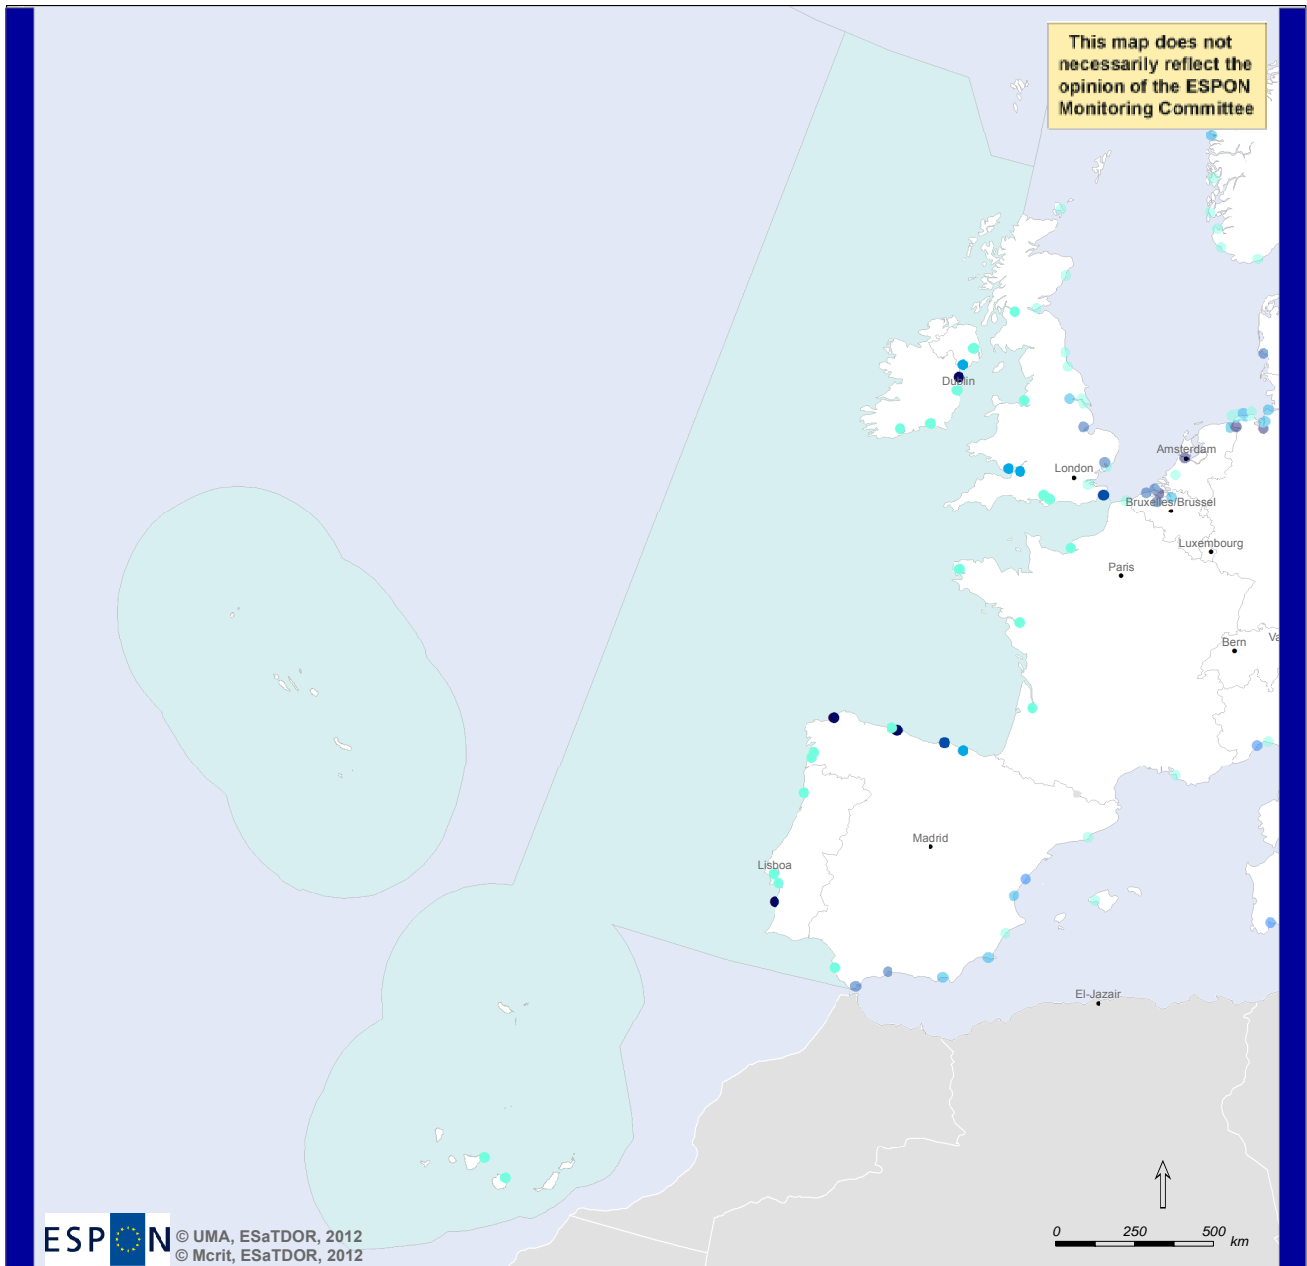 This map does not
necessarily reflect the
opinion of the ESPON
Monitoring Committee
Dublin
Amsterdam
London
Bruxelles/Brussel
Luxembourg
Paris
Bern
Va
Madrid
Lisboa
El-Jazair
0 250 500 km
ESPON
© UMA, ESaTDOR, 2012
© Mcrit, ESaTDOR, 2012